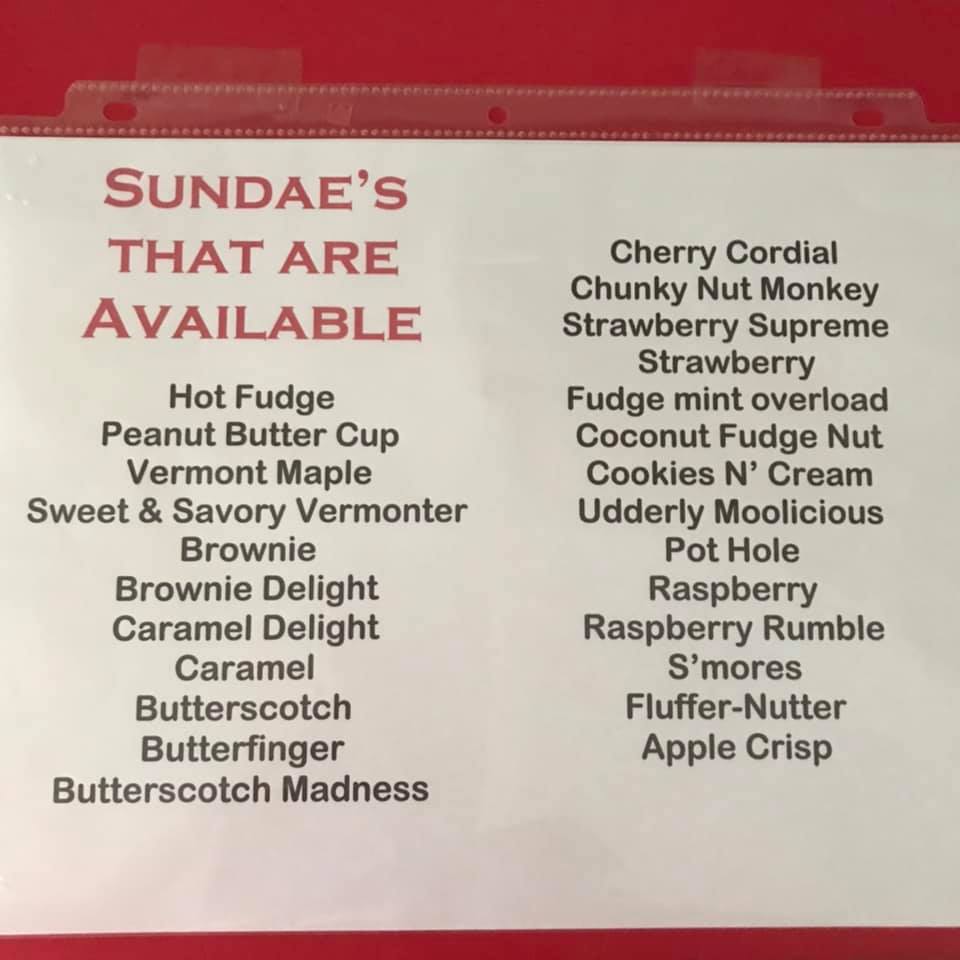 Sundae's
that are
Available
Hot Fudge
Peanut Butter Cup
Vermont Maple
Sweet & Savory Vermonter
Brownie
Brownie Delight
Caramel Delight
Caramel
Butterscotch
Butterfinger
Butterscotch Madness
Cherry Cordial
Chunky Nut Monkey
Strawberry Supreme
Strawberry
Fudge mint overload
Coconut Fudge Nut
Cookies N' Cream
Udderly Moolicious
Pot Hole
Raspberry
Raspberry Rumble
S'mores
Fluffer-Nutter
Apple Crisp